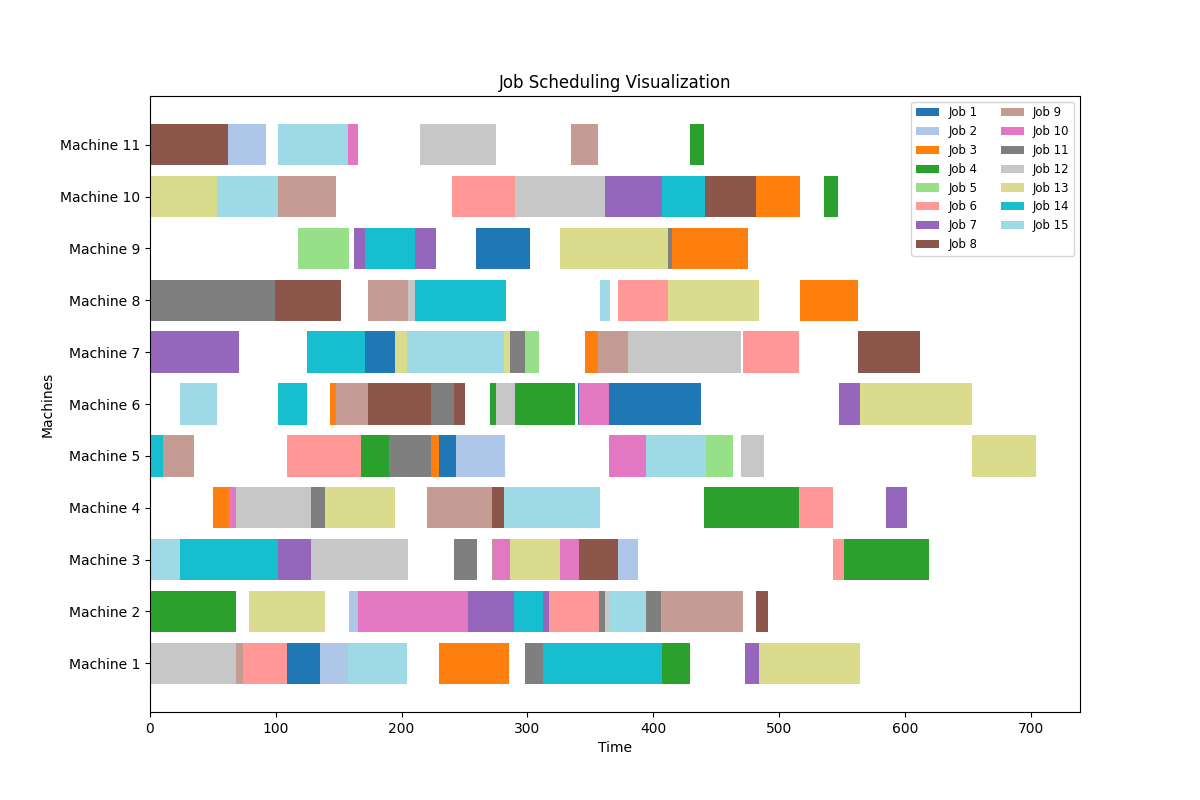 Job Scheduling Visualization
Machines
Machine 11
Machine 10
Machine 9
Machine 8
Machine 7
Machine 6
Machine 5
Machine 4
Machine 3
Machine 2
Machine 1
Job 1
Job 2
Job 3
Job 4
Job 5
Job 6
Job 7
Job 8
Job 9
Job 10
Job 11
Job 12
Job 13
Job 14
Job 15
0 100 200 300 400 500 600 700
Time